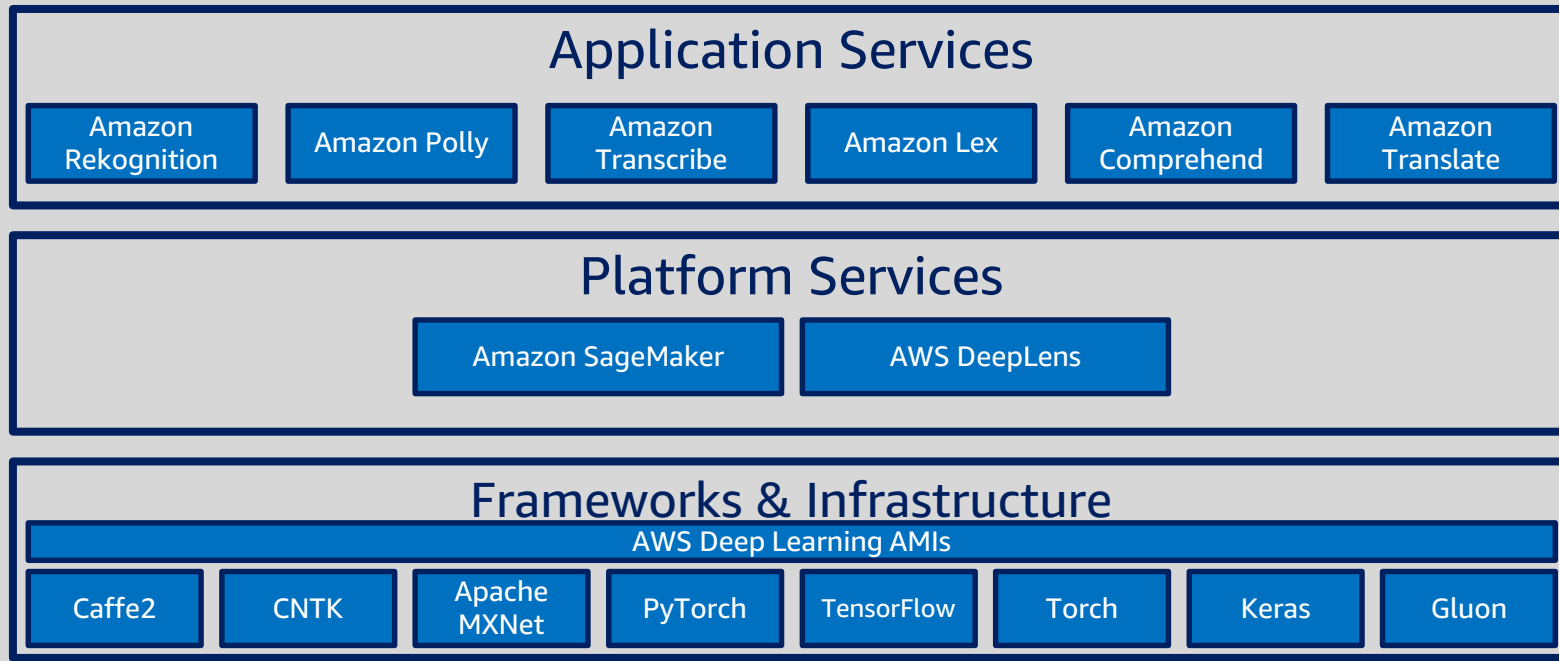 Application Services
Amazon
Rekognition
Amazon Polly
Amazon
Transcribe
Amazon Lex
Amazon
Comprehend
Amazon
Translate
Platform Services
Amazon SageMaker
AWS DeepLens
Frameworks & Infrastructure
AWS Deep Learning AMIs
Caffe2
CNTK
Apache
MXNet
PyTorch
TensorFlow
Torch
Keras
Gluon